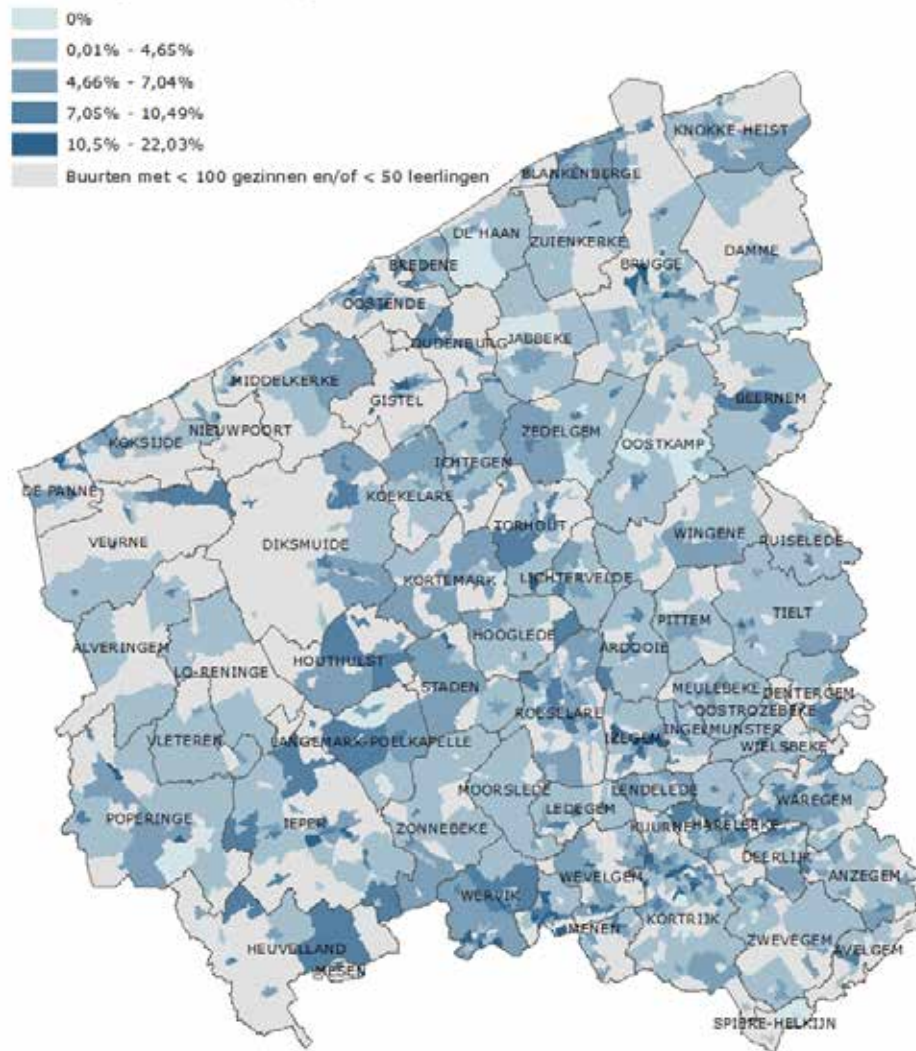 0%
0,01% - 4,65%
4,66% - 7,04%
7,05% - 10,49%
10,5% - 22,03%
Buurten met < 100 gezinnen en/of < 50 leerlingen
KNOKKE-HEIST
BLANKENBERGE
DE HAAN
ZUIENKERKE
DAMME
BRUGGE
BREDENE
OOSTENDE
OUDENBURG
JABBEKE
MIDDELKERKE
GISTEL
BEERNEM
NIEUWPOORT
KOKSIJDE
ZEDELGEM
OOSTKAMP
ICHTEGEM
DE PANNE
KOEKELARE
TORHOUT
VEURNE
DIKSMUIDE
WINGENE
RUISELEDE
KORTEMARK
LICHTERVELDE
TIELT
PITTEM
HOOGLEDE
ARDOOIE
ALVERINGEM
LO-RENINGE
HOUTHULST
STADEN
MEULEBEKE
DENTERGEM
OOSTROZEBEKE
ROESELARE
INGELMUNSTER
IZEGEM
VLETEREN
LANGEMARK-POELKAPELLE
WIELSBEKE
MOORSLEDE
LENDELEDE
WAREGEM
LEDEGEM
POPERINGE
IEPER
ZONNEBEKE
KUURNE
HARELBEKE
DEERLIJK
WEVELGEM
ANZEGEM
WERVIK
MENEN
KORTRIJK
ZWEVEGEM
HEUVELLAND
AVELGEM
MESEN
SPIERE-HELKIJN